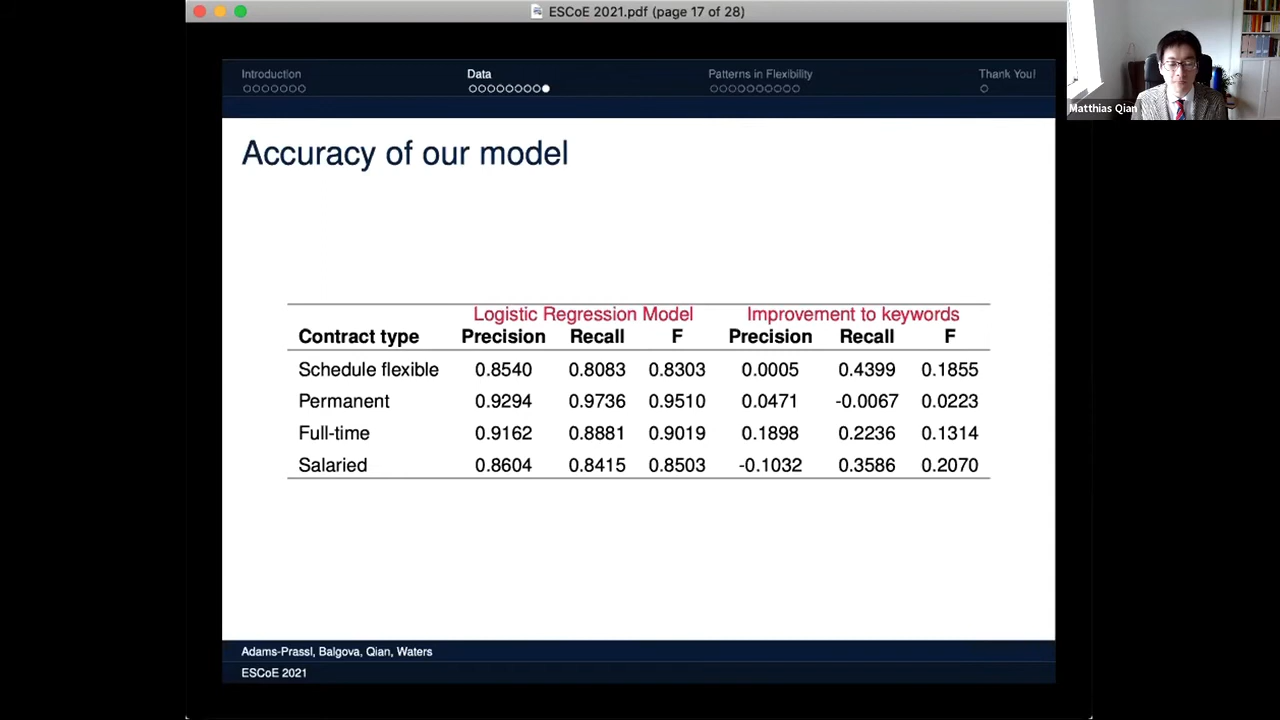 ESCoE 2021.pdf (page 17 of 28)
Matthias Qian
Introduction Data Patterns in Flexibility Thank You!
Accuracy of our model
Logistic Regression Model Improvement to keywords
Contract type Precision Recall F Precision Recall F
Schedule flexible 0.8540 0.8083 0.8303 0.0005 0.4399 0.1855
Permanent 0.9294 0.9736 0.9510 0.0471 -0.0067 0.0223
Full-time 0.9162 0.8881 0.9019 0.1898 0.2236 0.1314
Salaried 0.8604 0.8415 0.8503 -0.1032 0.3586 0.2070
Adams-Prassl, Balgova, Qian, Waters
ESCoE 2021